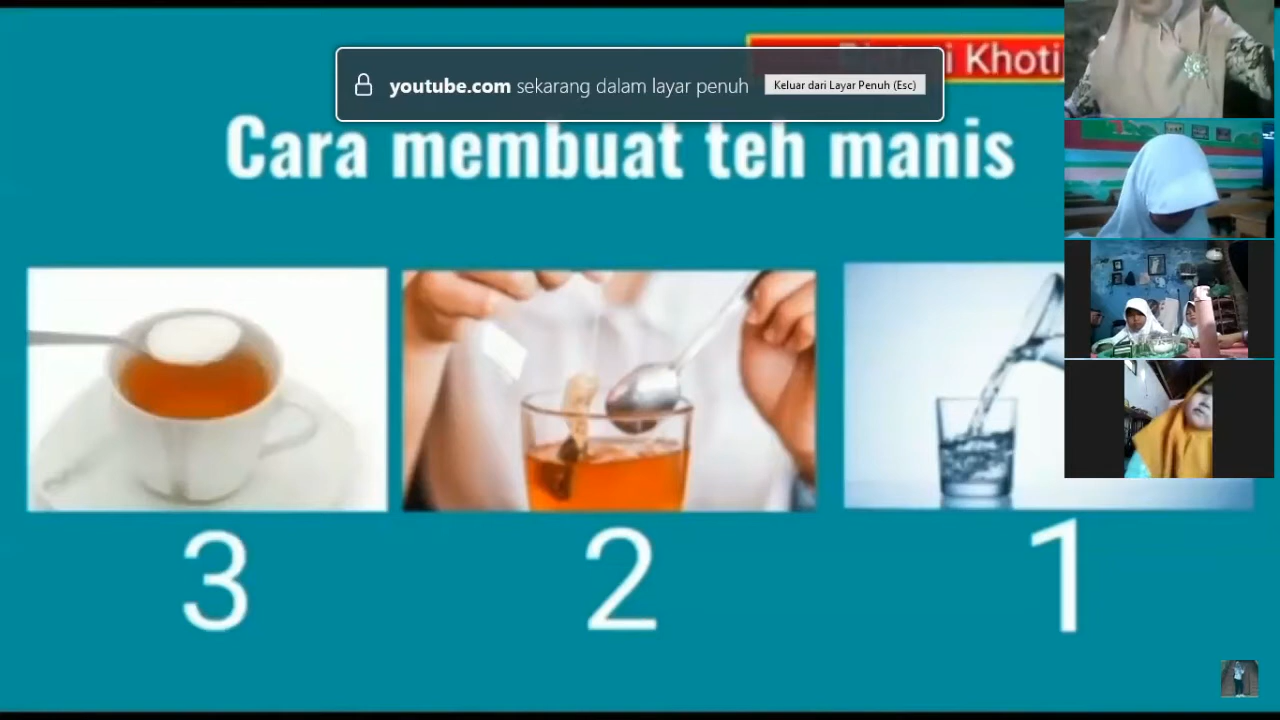 Khoti
youtube.com sekarang dalam layar penuh
Keluar dari Layar Penuh (Esc)
Cara membuat teh manis
3 2 1